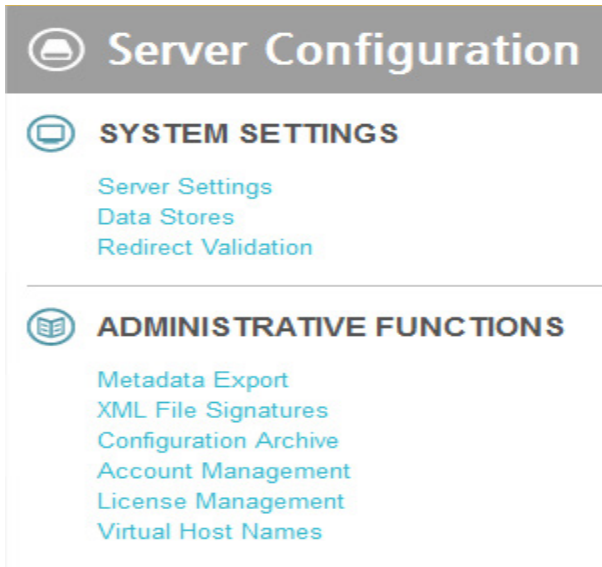 Server Configuration
SYSTEM SETTINGS
Server Settings
Data Stores
Redirect Validation
ADMINISTRATIVE FUNCTIONS
Metadata Export
XML File Signatures
Configuration Archive
Account Management
License Management
Virtual Host Names